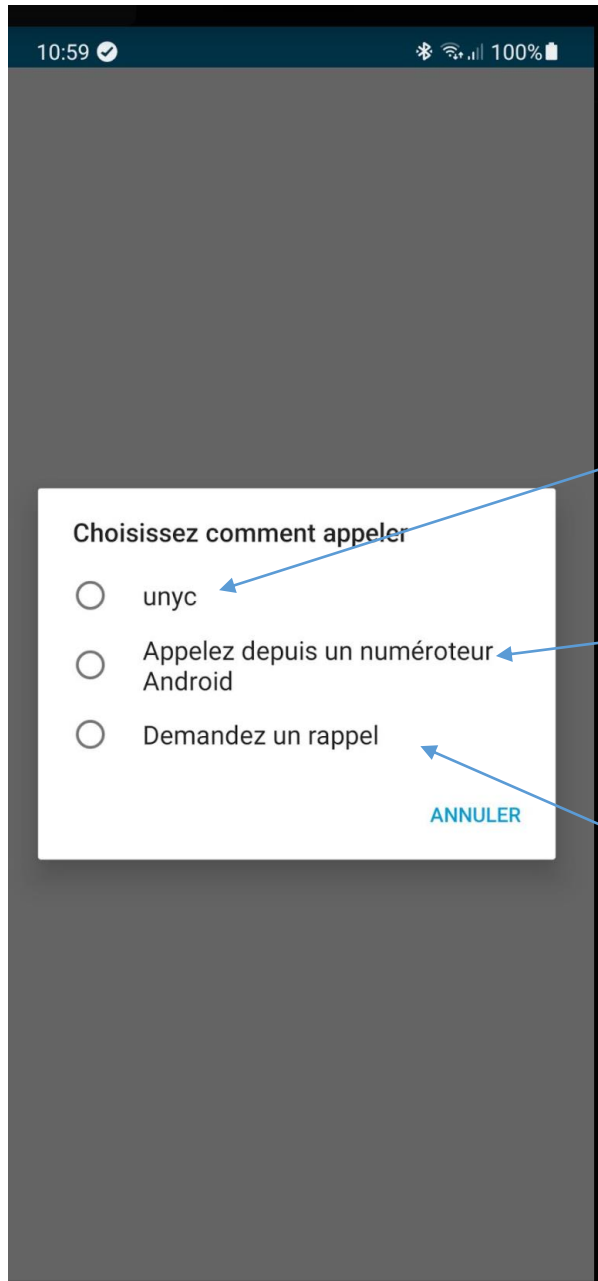 10:59 100%
Choisissez comment appeler
unyc
Appelez depuis un numéroteur
Android
Demandez un rappel
ANNULER